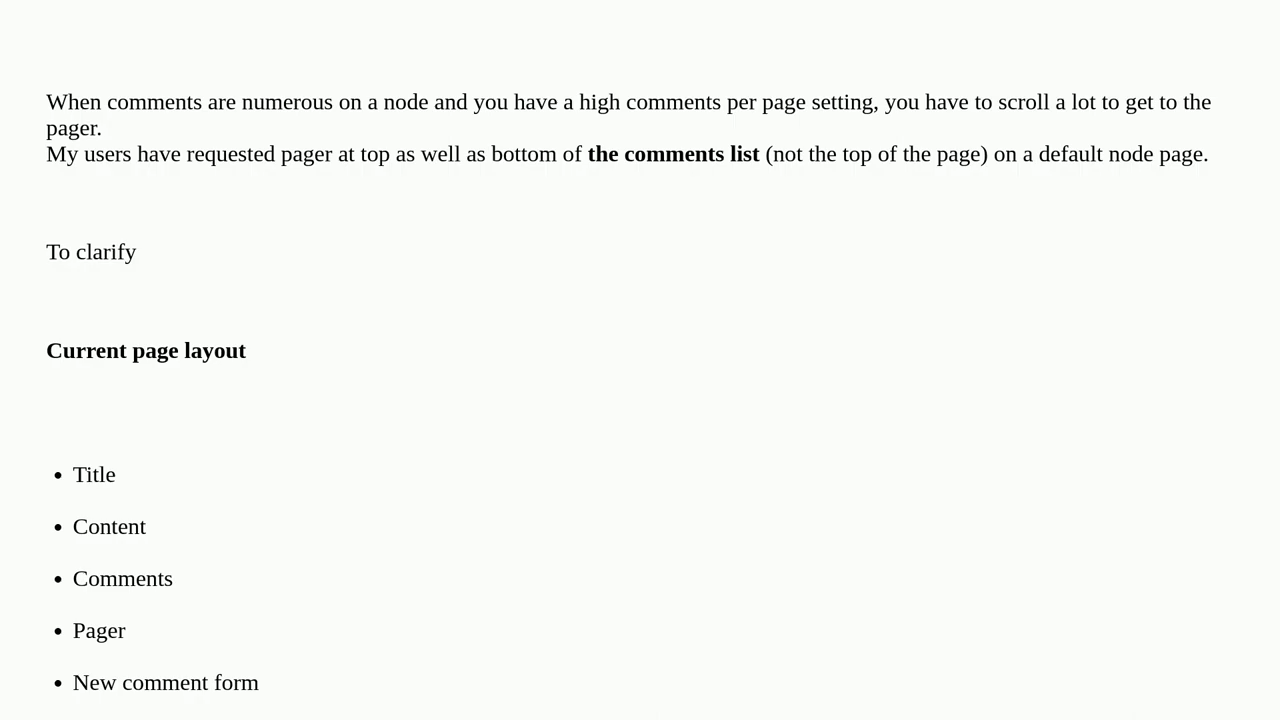 When comments are numerous on a node and you have a high comments per page setting, you have to scroll a lot to get to the
pager.
My users have requested pager at top as well as bottom of the comments list (not the top of the page) on a default node page.
To clarify
Current page layout
• Title
• Content
• Comments
• Pager
• New comment form